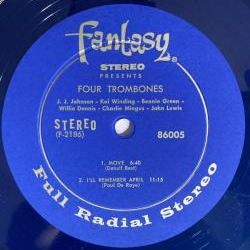 Fantasy
STEREO
PRESENTS
FOUR TROMBONES
J. J. Johnson - Kai Winding - Bennie Green -
Willie Dennis - Charlie Mingus - John Lewis
STEREO
(F-2186)
86005
1. MOVE 6:40
(Denzil Best)
2. I'LL REMEMBER APRIL 11:15
(Paul De Raye)
Full Radial Stereo